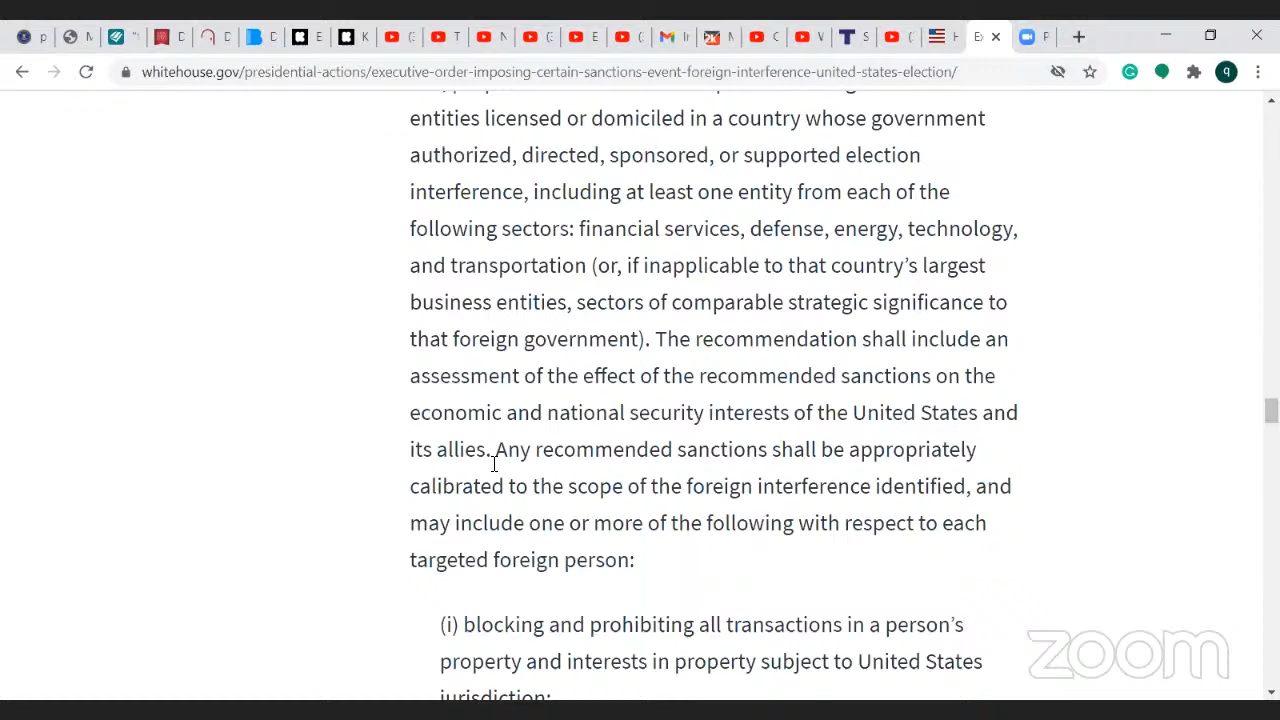 p
N
"
D
D
D
E
K
(
T
N
(
E
(
Ir
N
C
V
S
(
H
E
P
whitehouse.gov/presidential-actions/executive-order-imposing-certain-sanctions-event-foreign-interference-united-states-election/
q
entities licensed or domiciled in a country whose government
authorized, directed, sponsored, or supported election
interference, including at least one entity from each of the
following sectors: financial services, defense, energy, technology,
and transportation (or, if inapplicable to that country’s largest
business entities, sectors of comparable strategic significance to
that foreign government). The recommendation shall include an
assessment of the effect of the recommended sanctions on the
economic and national security interests of the United States and
its allies. Any recommended sanctions shall be appropriately
calibrated to the scope of the foreign interference identified, and
may include one or more of the following with respect to each
targeted foreign person:
(i) blocking and prohibiting all transactions in a person’s
property and interests in property subject to United States
jurisdiction;
zoom